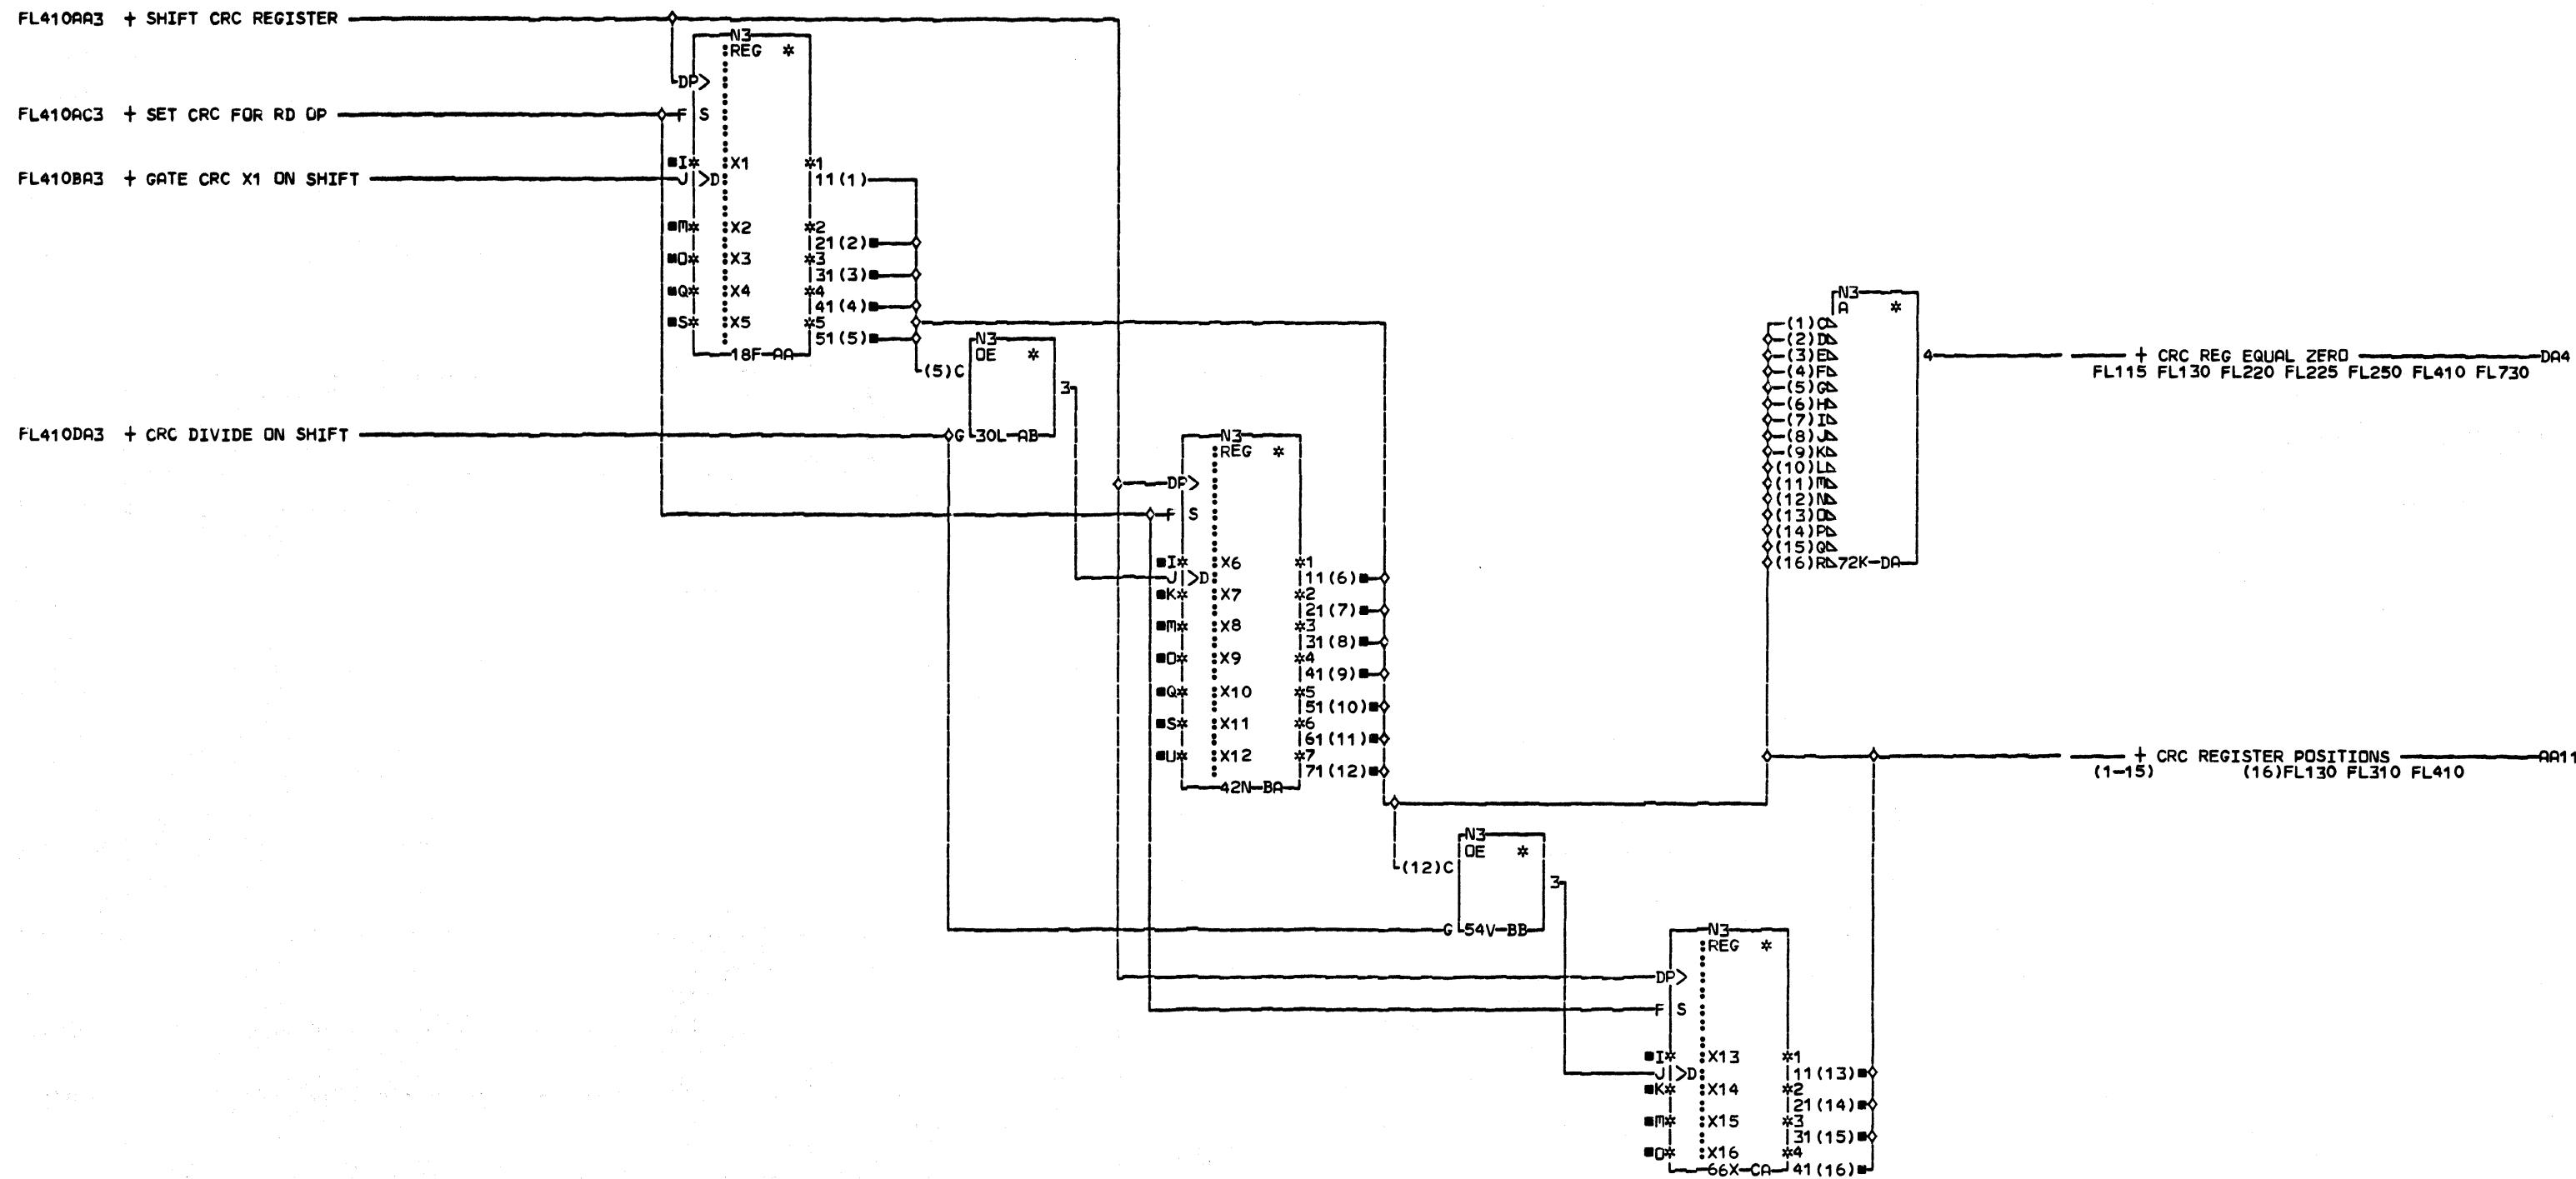 FL410AA3 + SHIFT CRC REGISTER
N3
REG *
DP>
FL410AC3 + SET CRC FOR RD OP
F S
■I* X1 *1
FL410BA3 + GATE CRC X1 ON SHIFT
J >D 11(1)
■M* X2 *2
21(2)■
■O* X3 *3
31(3)■
■Q* X4 *4
41(4)■
■S* X5 *5
51(5)■
18F-AA
N3
OE *
(5)C
3
G 30L-AB
FL410DA3 + CRC DIVIDE ON SHIFT
N3
REG *
DP>
F S
■I* X6 *1
J >D 11(6)■
■K* X7 *2
21(7)■
■M* X8 *3
31(8)■
■O* X9 *4
41(9)■
■Q* X10 *5
51(10)■
■S* X11 *6
61(11)■
■U* X12 *7
71(12)■
42N-BA
N3
OE *
(12)C
3
G 54V-BB
N3
REG *
DP>
F S
■I* X13 *1
J >D 11(13)■
■K* X14 *2
21(14)■
■M* X15 *3
31(15)■
■O* X16 *4
66X-CA 41(16)■
N3
A *
(1)C
(2)D
(3)E
(4)F
(5)G
(6)H
(7)I
(8)J
(9)K
(10)L
(11)M
(12)N
(13)O
(14)P
(15)Q
(16)R 72K-DA
4 + CRC REG EQUAL ZERO DA4
FL115 FL130 FL220 FL225 FL250 FL410 FL730
+ CRC REGISTER POSITIONS AA11
(1-15) (16)FL130 FL310 FL410